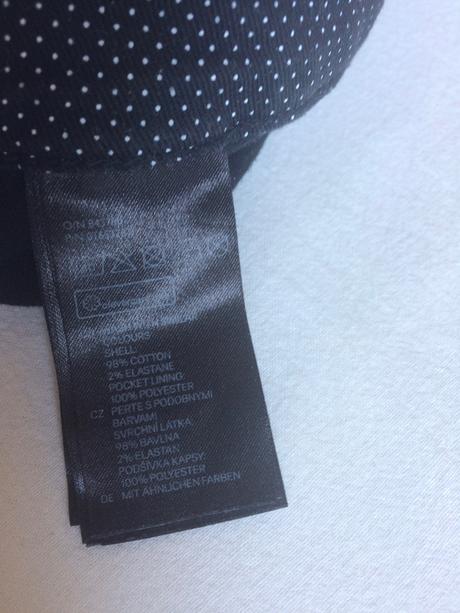 O/N
P/N
COLOURS
SHELL:
98% COTTON
2% ELASTANE
POCKET LINING:
100% POLYESTER
CZ PERTE S PODOBNÝMI
BARVAMI
SVRCHNÍ LÁTKA:
98% BAVLNA
2% ELASTAN
PODŠÍVKA KAPSY:
100% POLYESTER
DE MIT ÄHNLICHEN FARBEN